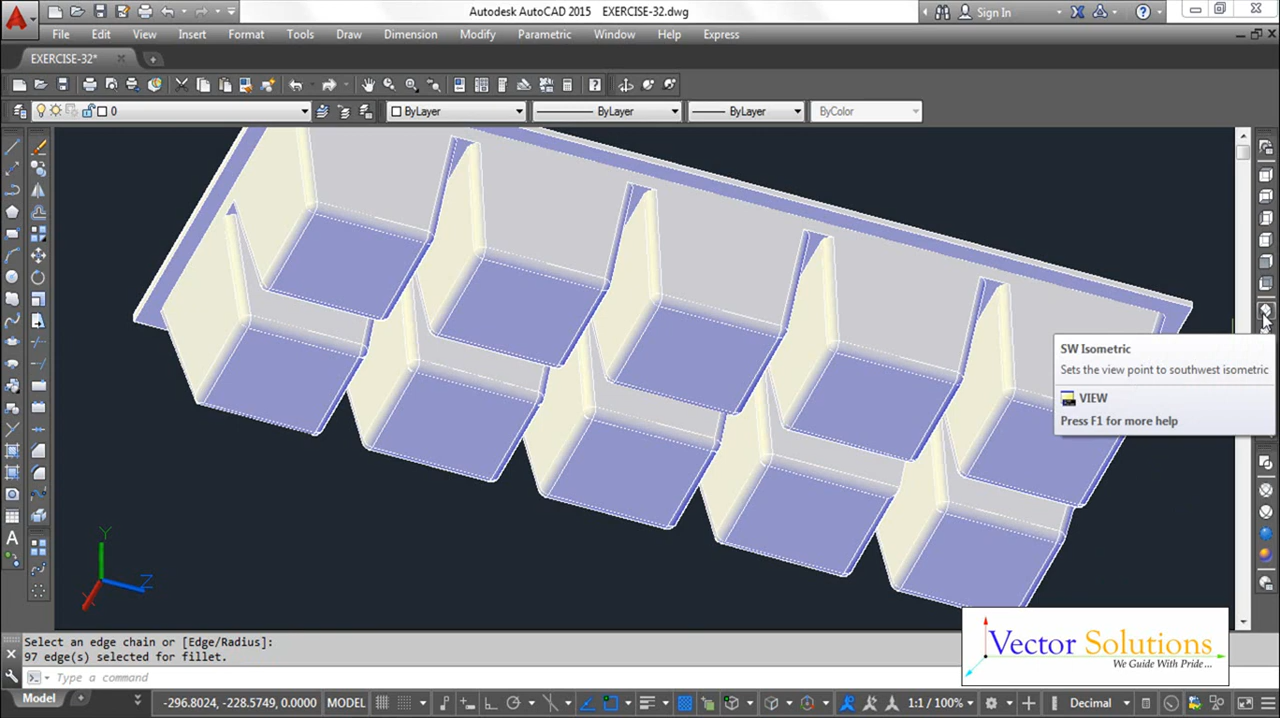 Autodesk AutoCAD 2015 EXERCISE-32.dwg
Sign In
File Edit View Insert Format Tools Draw Dimension Modify Parametric Window Help Express
EXERCISE-32*
0 ByLayer ByLayer ByLayer ByColor
SW Isometric
Sets the view point to southwest isometric
VIEW
Press F1 for more help
Y
Z
X
Select an edge chain or [Edge/Radius]:
97 edge(s) selected for fillet.
Type a command
Vector Solutions
We Guide With Pride...
Model
-296.8024, -228.5749, 0.0000 MODEL 1:1 / 100% Decimal